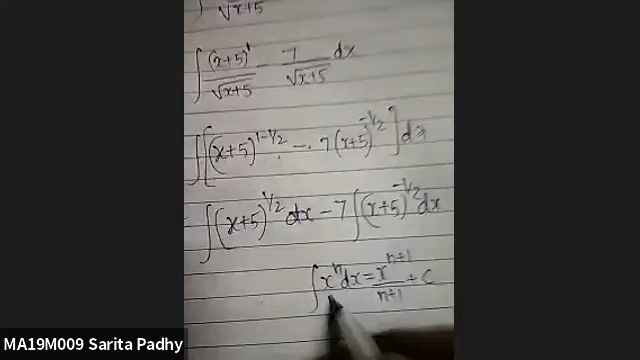 ∫ √x+5
∫ (x+5)¹/√x+5 - 7/√x+5 dx
∫[(x+5)^1-1/2 - 7(x+5)^-1/2] dx
∫(x+5)^1/2 dx - 7∫(x+5)^-1/2 dx
∫x^n dx = x^n+1/n+1 + c
MA19M009 Sarita Padhy